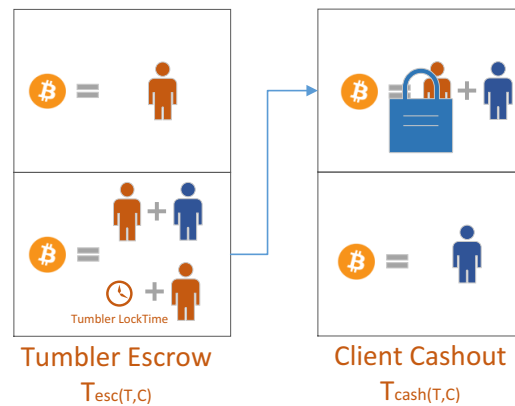 Tumbler LockTime
Tumbler Escrow
Tesc(T,C)
Client Cashout
Tcash(T,C)